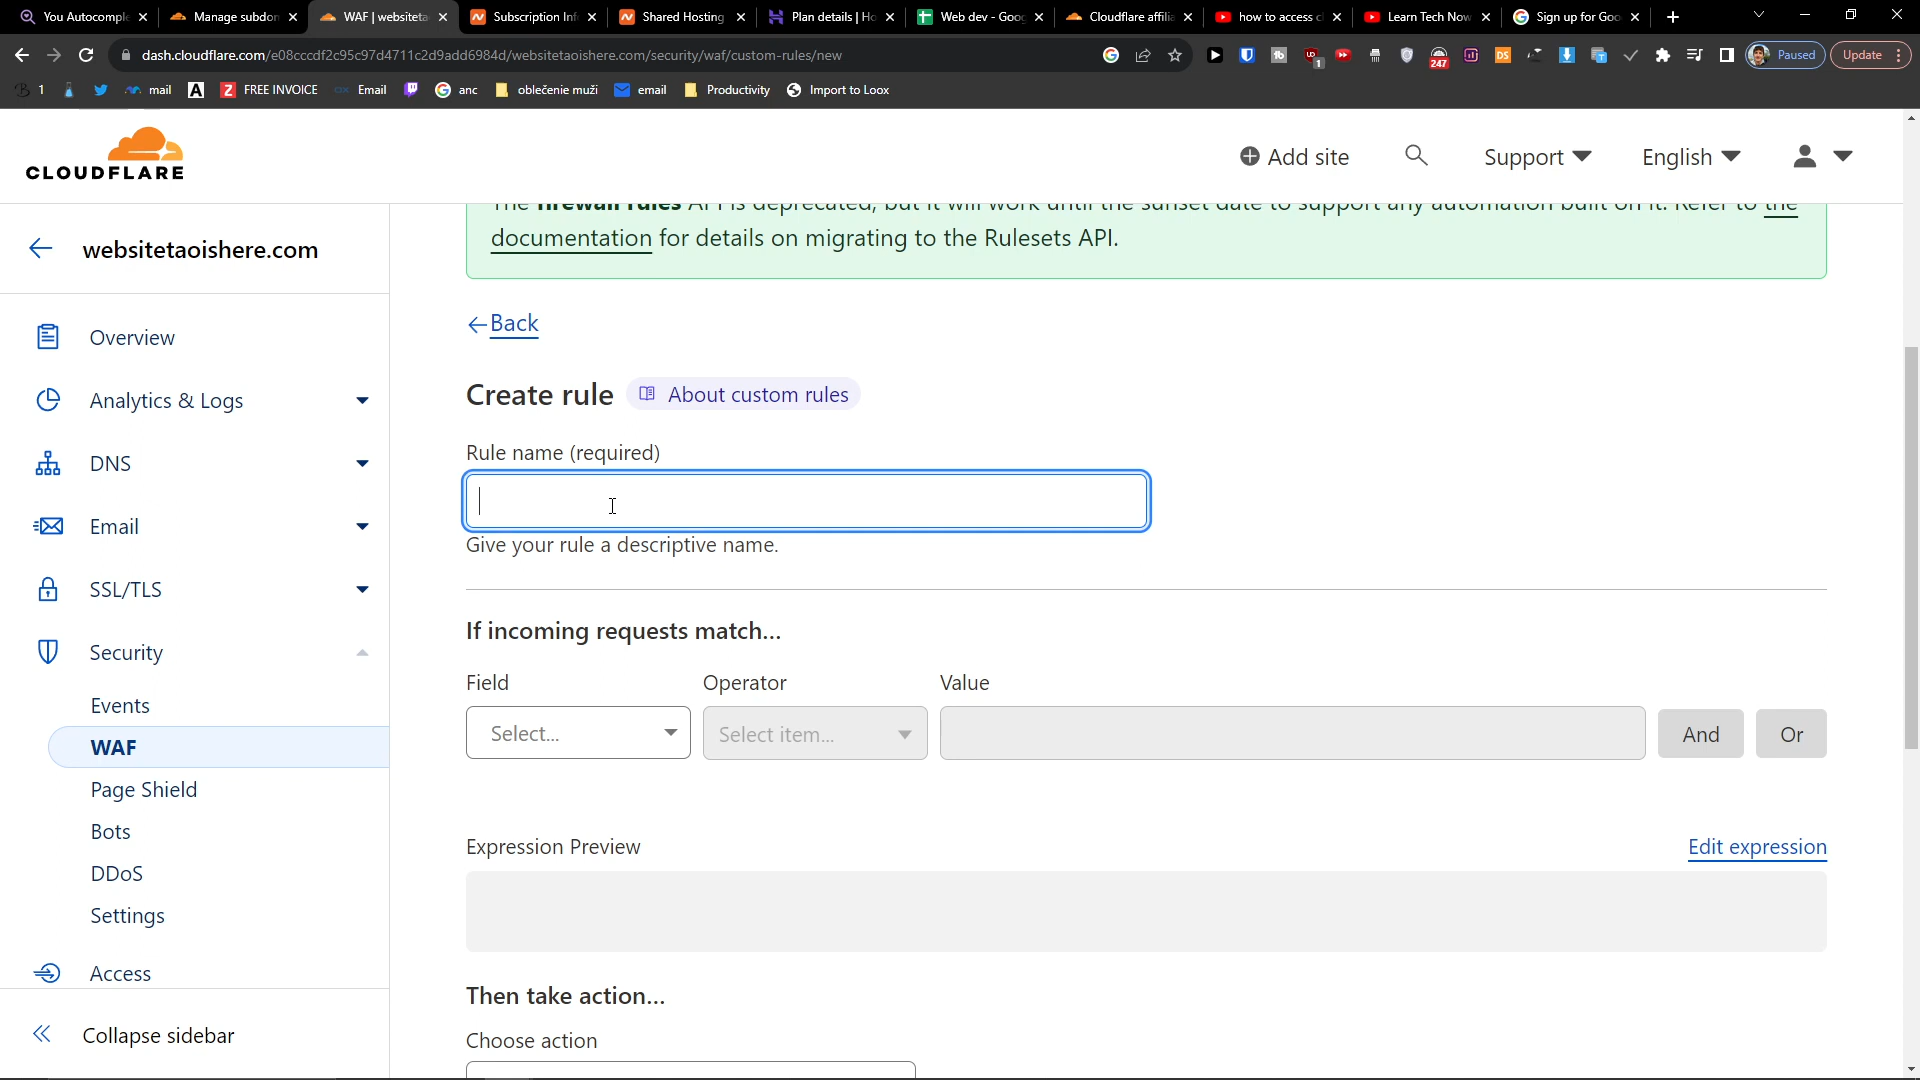 You Autocomple
Manage subdon
WAF | websiteta
Subscription Inf
Shared Hosting
Plan details | Ho
Web dev - Goog
Cloudflare affilia
how to access cl
Learn Tech Now
Sign up for Goo
dash.cloudflare.com/e08cccdf2c95c97d4711c2d9add6984d/websitetaoishere.com/security/waf/custom-rules/new
1
247
DS
Paused
Update
1
mail
A
Z FREE INVOICE
Email
anc
oblečenie muži
email
Productivity
Import to Loox
CLOUDFLARE
Add site
Support
English
The firewall rules API is deprecated, but it will work until the sunset date to support any automation built on it. Refer to the
documentation for details on migrating to the Rulesets API.
websitetaoishere.com
Overview
Analytics & Logs
DNS
Email
SSL/TLS
Security
Events
WAF
Page Shield
Bots
DDoS
Settings
Access
Collapse sidebar
Back
Create rule
About custom rules
Rule name (required)
Give your rule a descriptive name.
If incoming requests match...
Field
Operator
Value
Select...
Select item...
And
Or
Expression Preview
Edit expression
Then take action...
Choose action